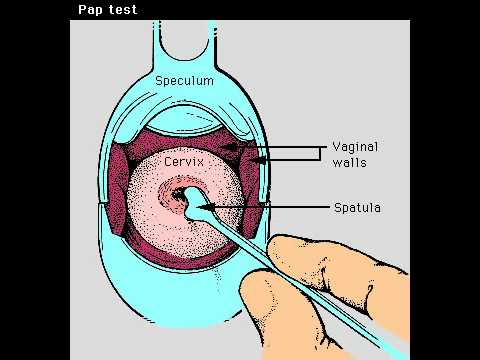 Pap test
Speculum
Cervix
Vaginal
walls
Spatula